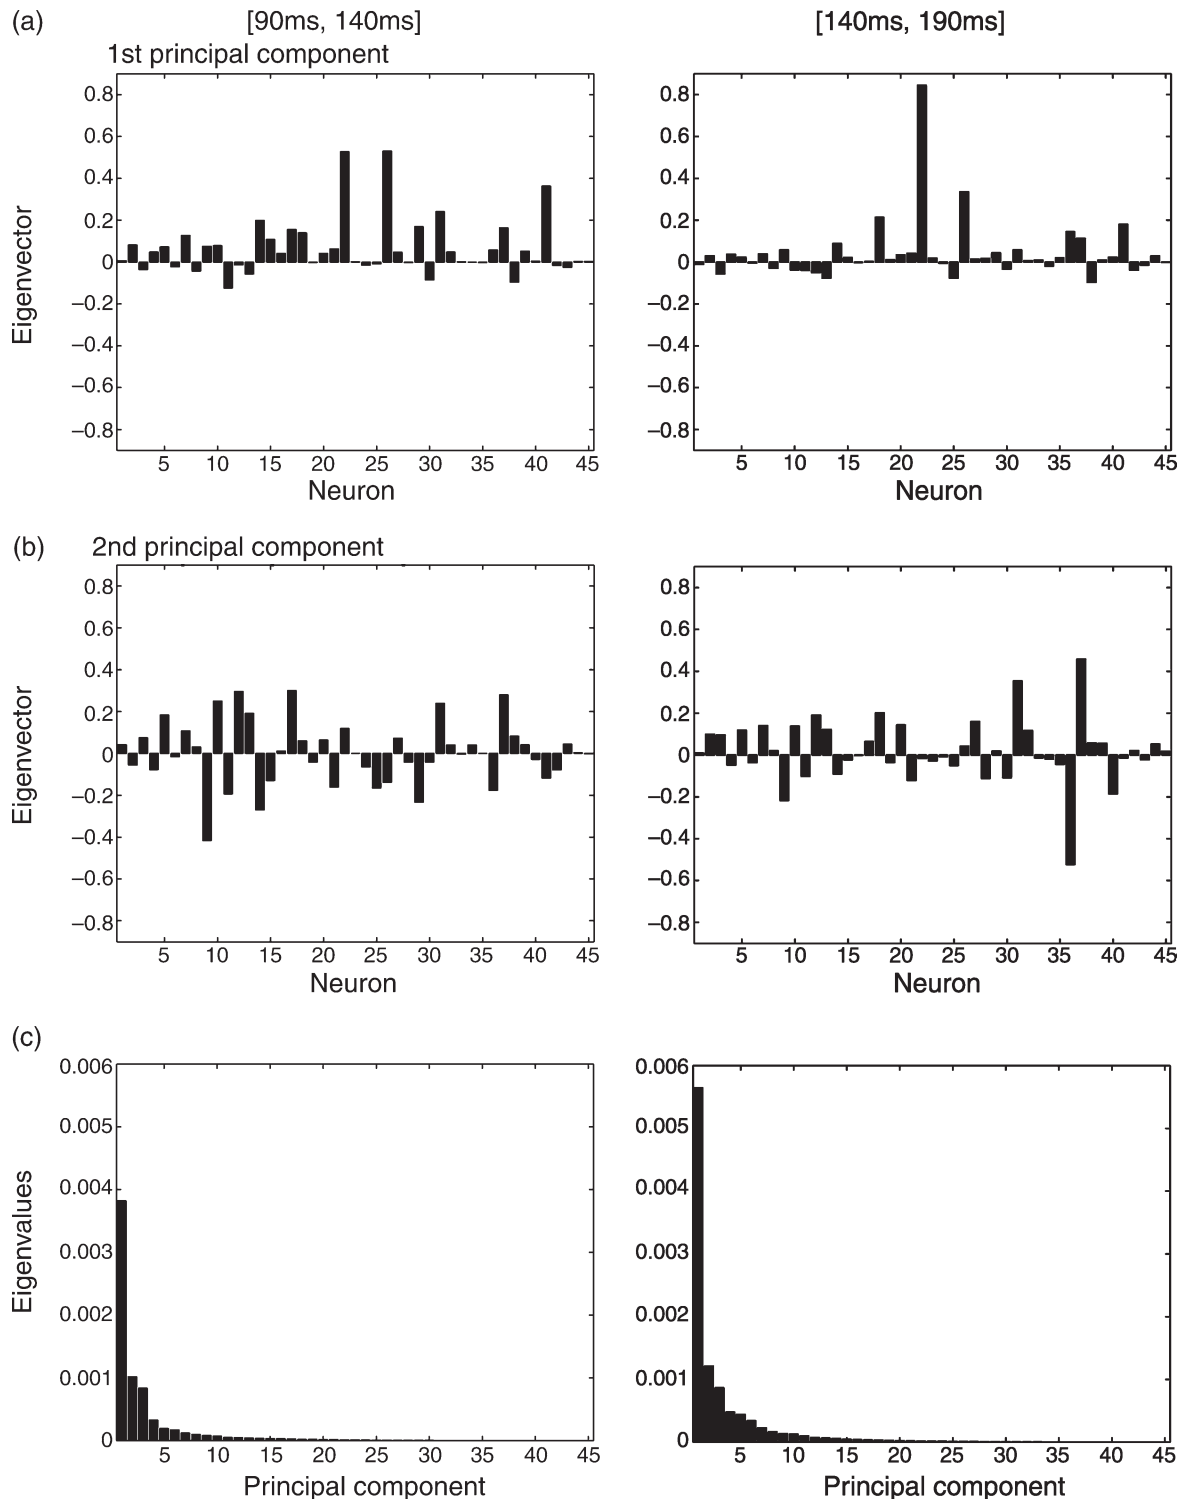 (a) [90ms, 140ms] [140ms, 190ms]
1st principal component
0.8 0.8
0.6 0.6
0.4 0.4
0.2 0.2
0 0
–0.2 –0.2
–0.4 –0.4
–0.6 –0.6
–0.8 –0.8
Eigenvector
5 10 15 20 25 30 35 40 45 5 10 15 20 25 30 35 40 45
Neuron Neuron
(b) 2nd principal component
0.8 0.8
0.6 0.6
0.4 0.4
0.2 0.2
0 0
–0.2 –0.2
–0.4 –0.4
–0.6 –0.6
–0.8 –0.8
Eigenvector
5 10 15 20 25 30 35 40 45 5 10 15 20 25 30 35 40 45
Neuron Neuron
(c)
0.006 0.006
0.005 0.005
0.004 0.004
0.003 0.003
0.002 0.002
0.001 0.001
0 0
Eigenvalues
5 10 15 20 25 30 35 40 45 5 10 15 20 25 30 35 40 45
Principal component Principal component